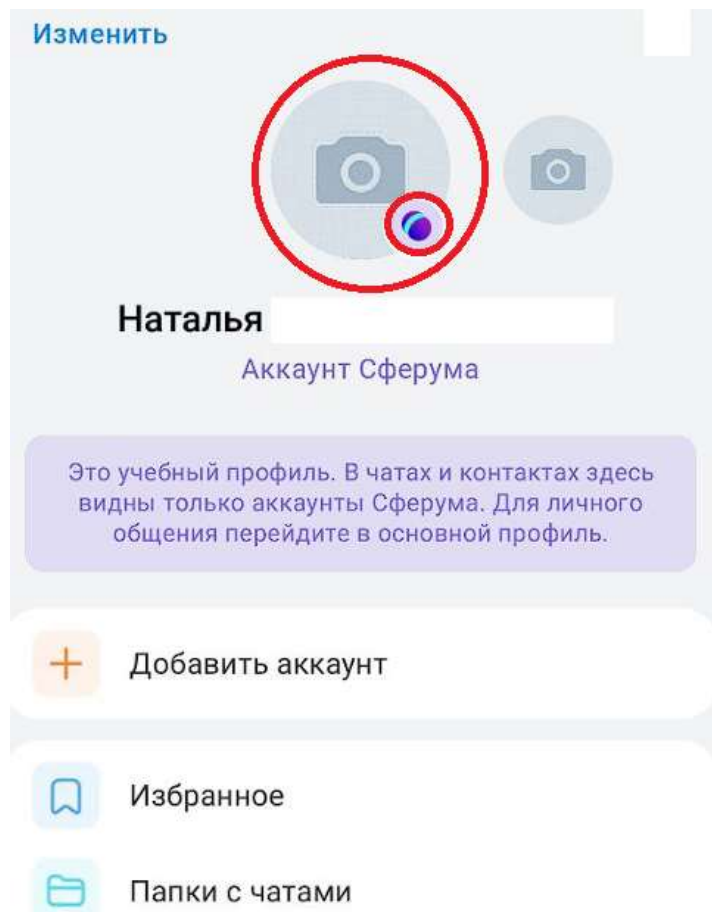 Изменить
Наталья
Аккаунт Сферума
Это учебный профиль. В чатах и контактах здесь
видны только аккаунты Сферума. Для личного
общения перейдите в основной профиль.
Добавить аккаунт
Избранное
Папки с чатами